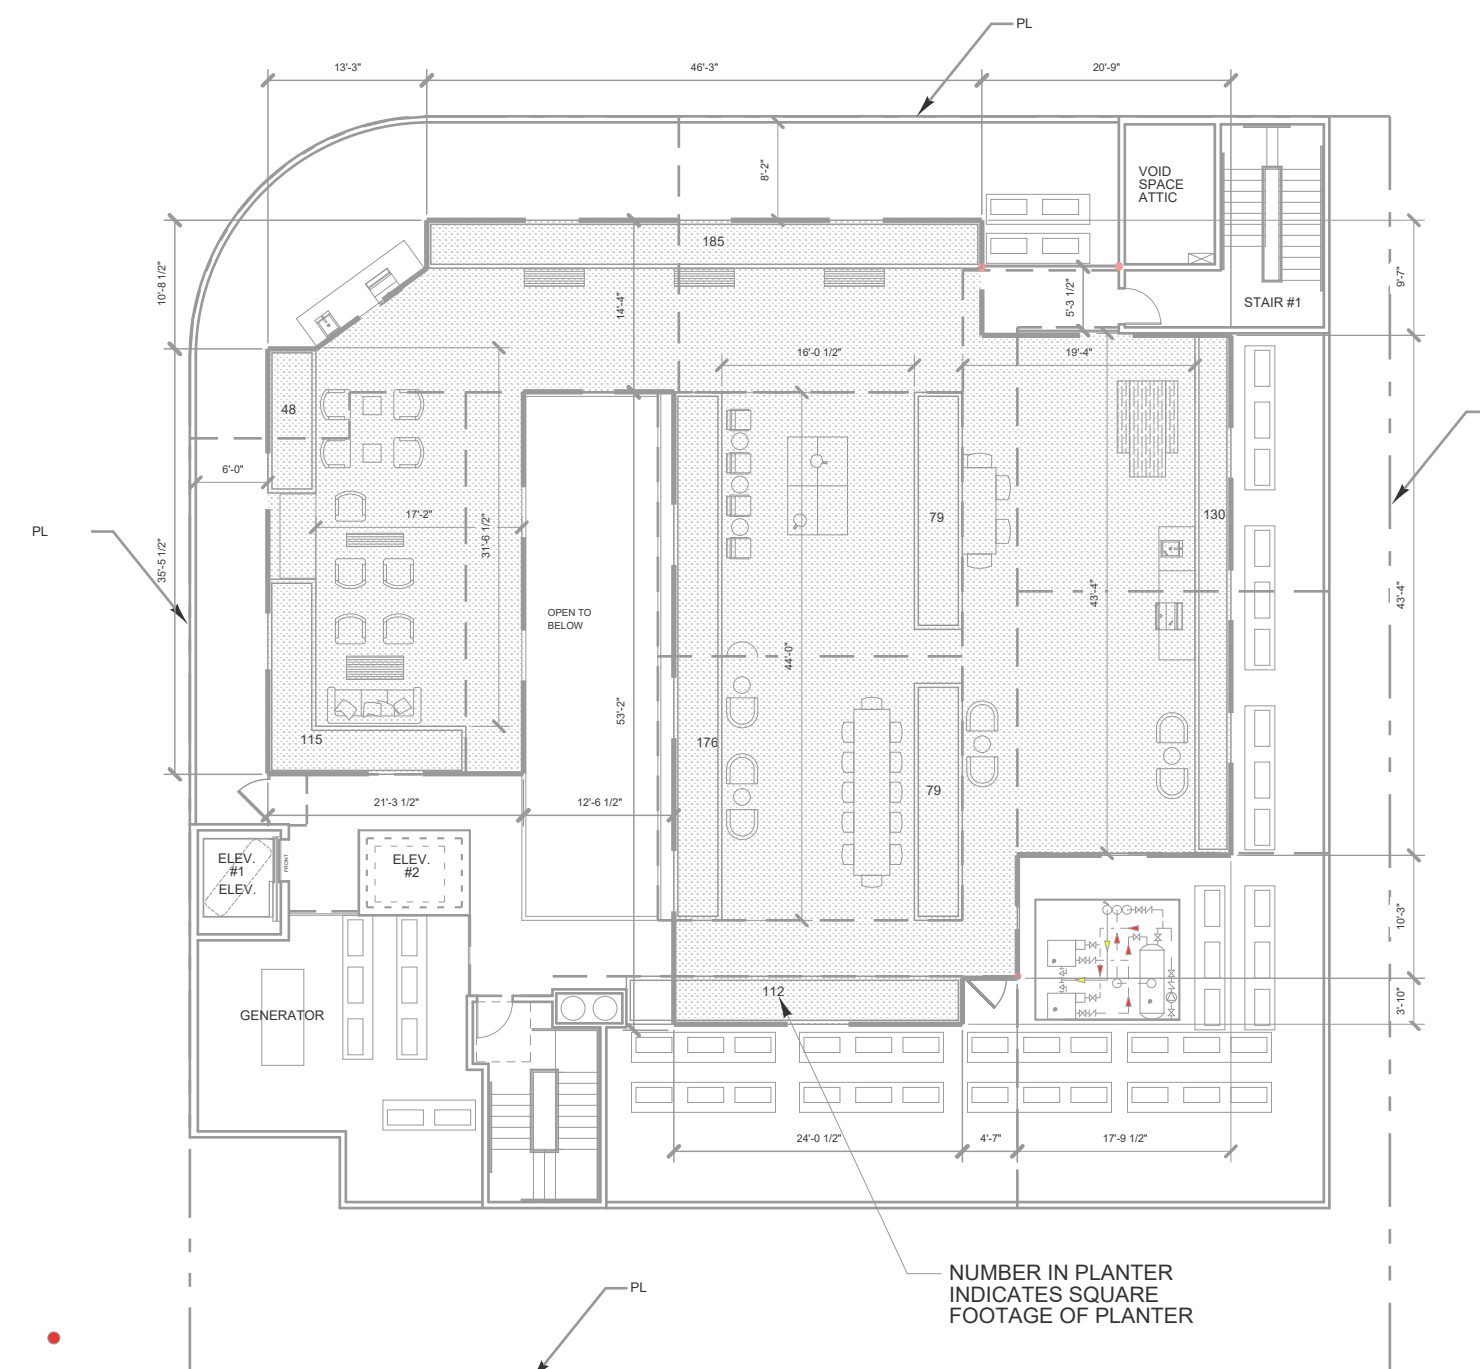 PL
13'-3"
46'-3"
20'-9"
8'-2"
VOID
SPACE
ATTIC
185
10'-8 1/2"
14'-4"
5'-3 1/2"
9'-7"
STAIR #1
16'-0 1/2"
19'-4"
48
6'-0"
17'-2"
31'-6 1/2"
79
130
PL
35'-5 1/2"
43'-4"
43'-4"
OPEN TO
BELOW
44'-0"
53'-2"
115
176
79
21'-3 1/2"
12'-6 1/2"
ELEV.
#1
ELEV.
FRONT
ELEV.
#2
10'-3"
112
3'-10"
GENERATOR
24'-0 1/2"
4'-7"
17'-9 1/2"
NUMBER IN PLANTER
INDICATES SQUARE
FOOTAGE OF PLANTER
PL